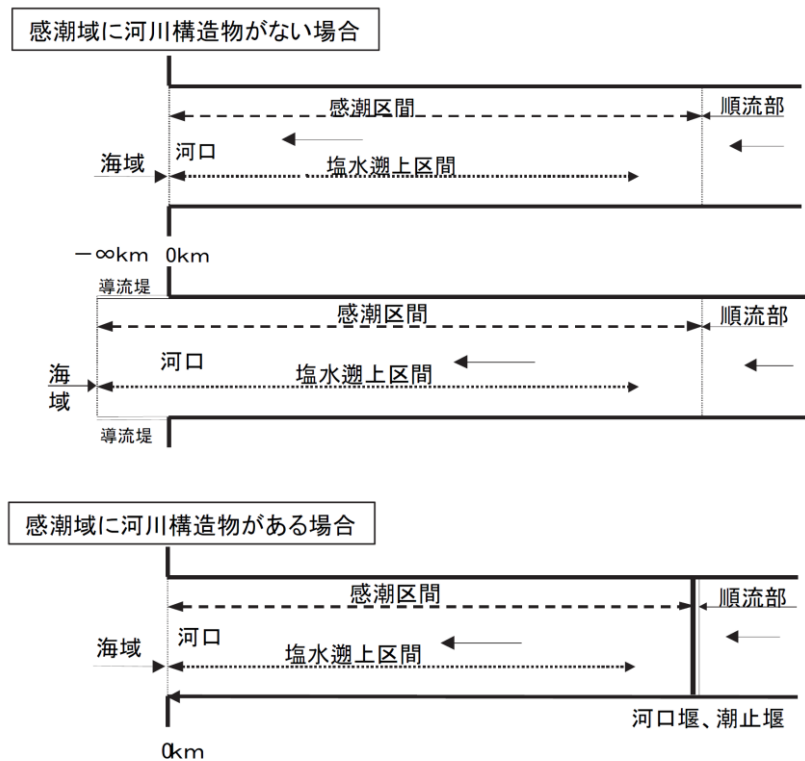 感潮域に河川構造物がない場合
感潮区間
順流部
河口
海域
塩水遡上区間
－∞km 0km
導流堤
感潮区間
順流部
河口
海域
塩水遡上区間
導流堤
感潮域に河川構造物がある場合
感潮区間
順流部
河口
海域
塩水遡上区間
河口堰、潮止堰
0km